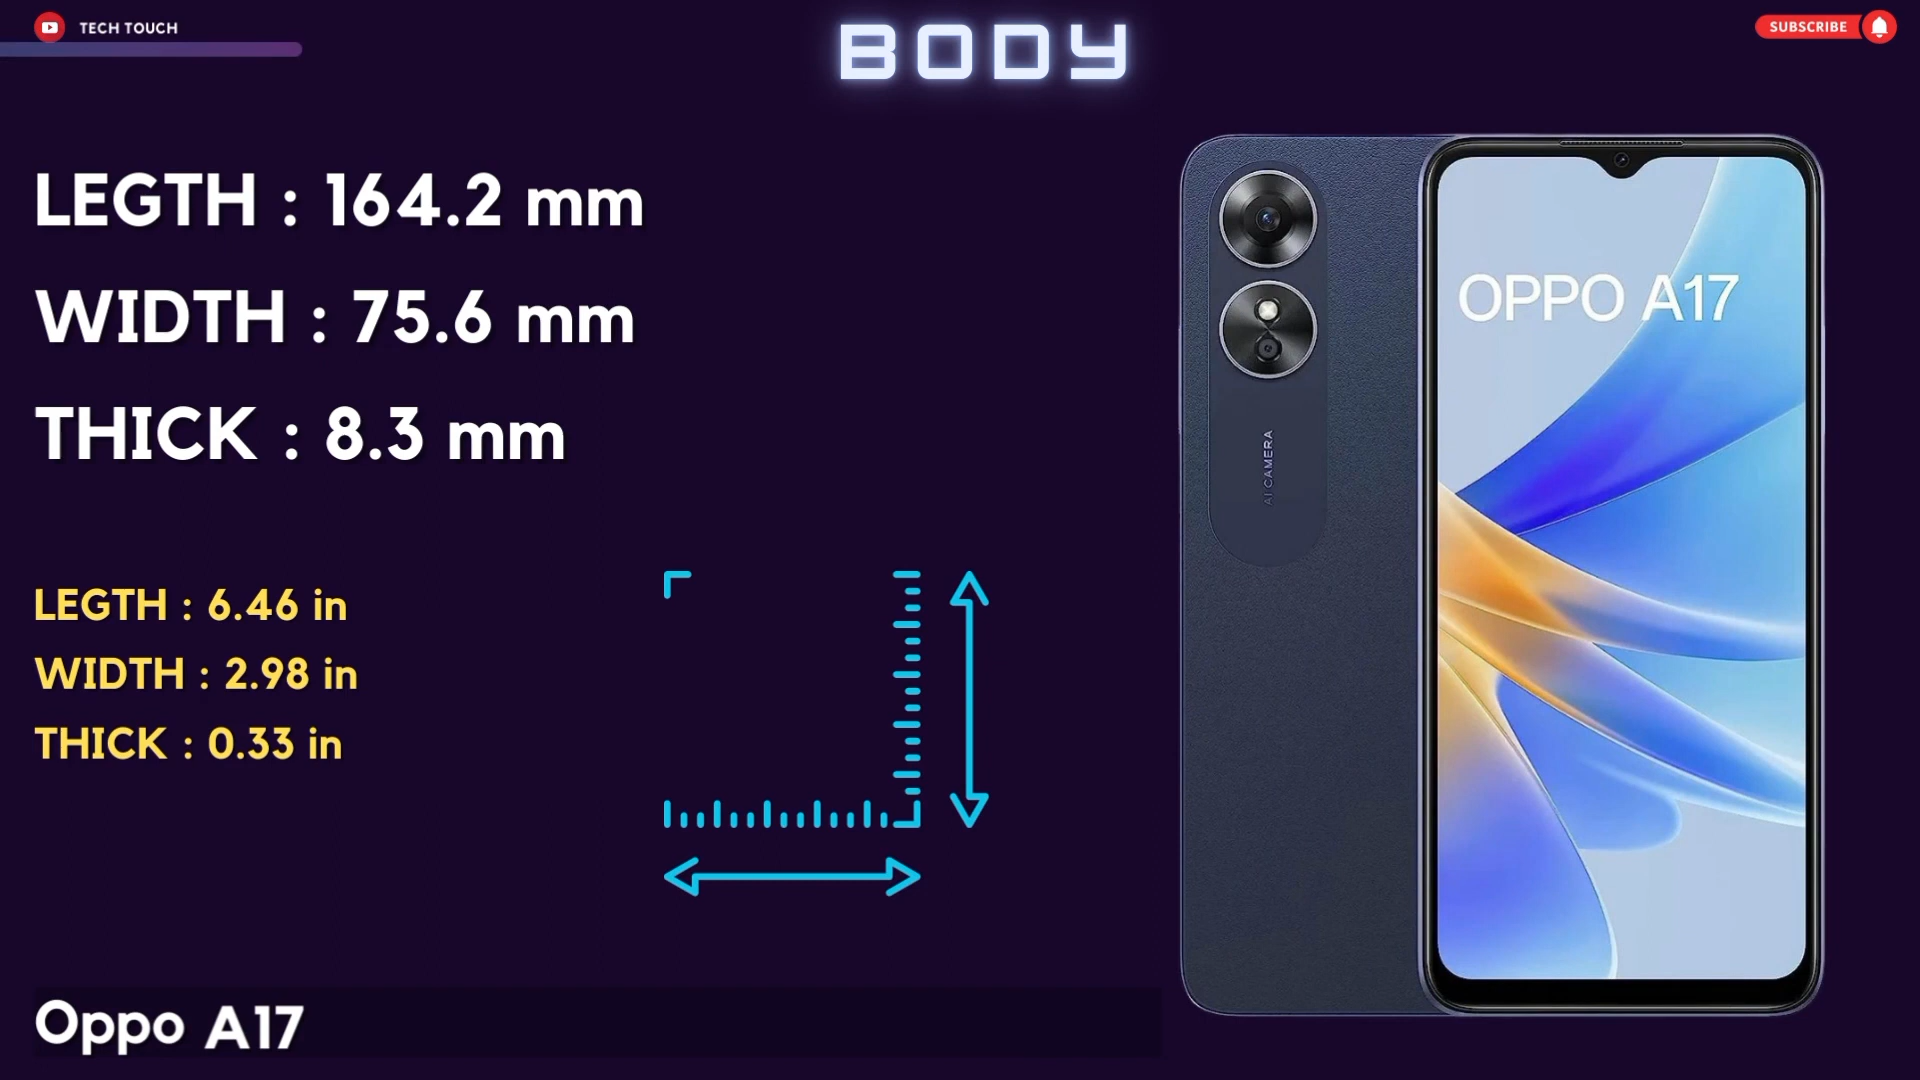 TECH TOUCH
BODY
SUBSCRIBE
LEGTH : 164.2 mm
WIDTH : 75.6 mm
THICK : 8.3 mm
LEGTH : 6.46 in
WIDTH : 2.98 in
THICK : 0.33 in
AI CAMERA
OPPO A17
Oppo A17